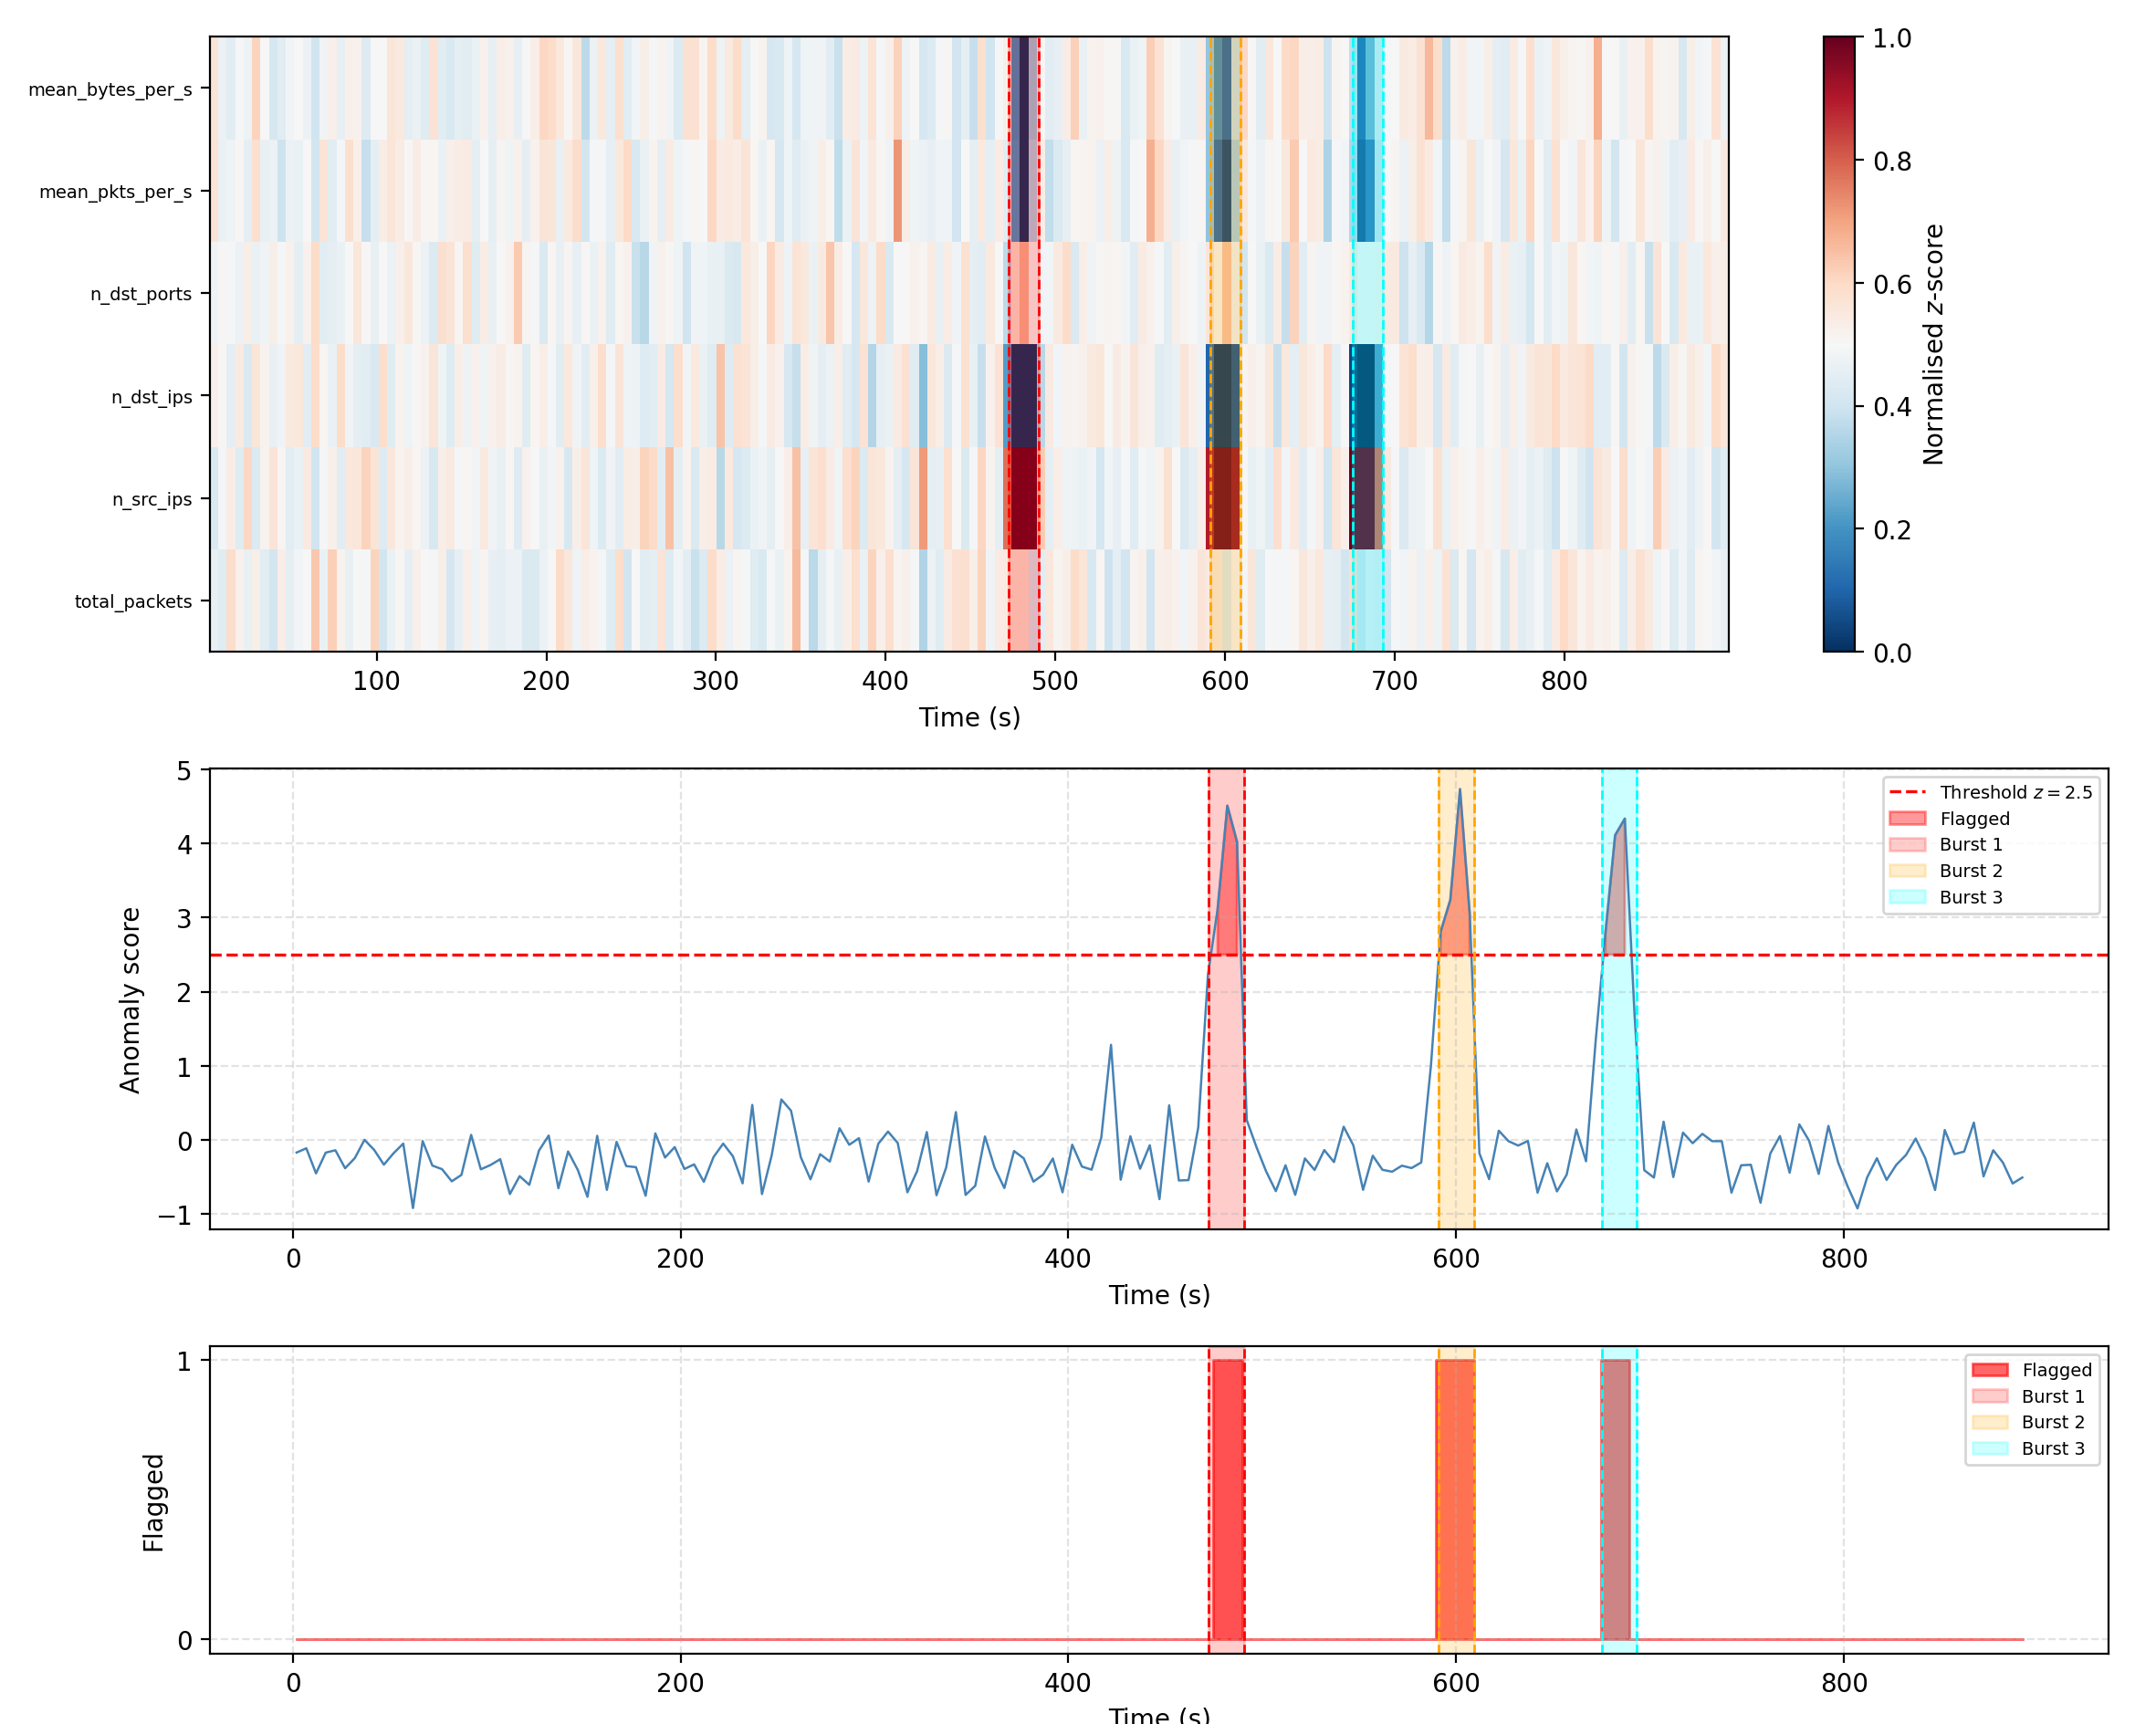 mean_bytes_per_s
mean_pkts_per_s
n_dst_ports
n_dst_ips
n_src_ips
total_packets
100 200 300 400 500 600 700 800
Time (s)
1.0
0.8
0.6
0.4
0.2
0.0
Normalised z-score
5
4
3
2
1
0
−1
Anomaly score
Threshold z = 2.5
Flagged
Burst 1
Burst 2
Burst 3
0 200 400 600 800
Time (s)
1
0
Flagged
Flagged
Burst 1
Burst 2
Burst 3
0 200 400 600 800
Time (s)